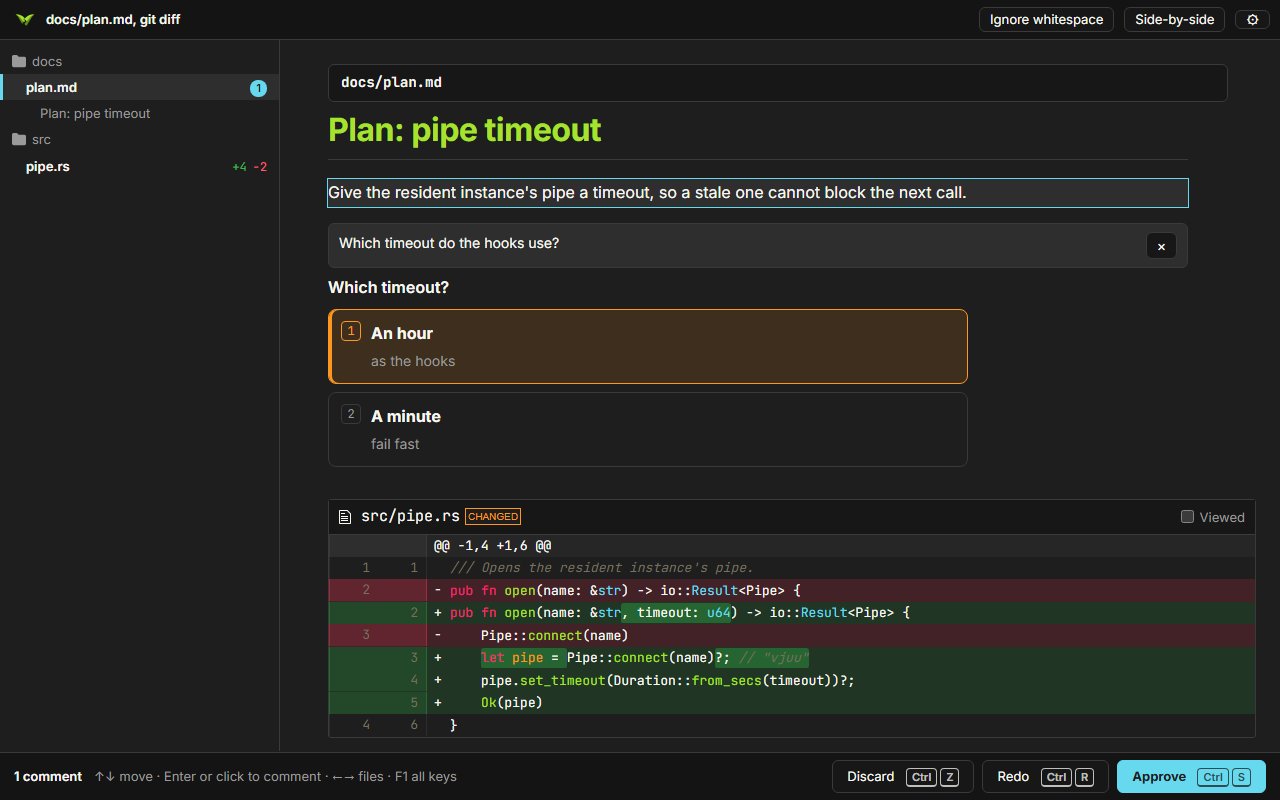 docs/plan.md, git diff
Ignore whitespace
Side-by-side
docs
plan.md 1
Plan: pipe timeout
src
pipe.rs +4 -2
docs/plan.md
Plan: pipe timeout
Give the resident instance's pipe a timeout, so a stale one cannot block the next call.
Which timeout do the hooks use?
×
Which timeout?
1 An hour
as the hooks
2 A minute
fail fast
src/pipe.rs CHANGED
Viewed
@@ -1,4 +1,6 @@
1 1 /// Opens the resident instance's pipe.
2 - pub fn open(name: &str) -> io::Result<Pipe> {
2 + pub fn open(name: &str, timeout: u64) -> io::Result<Pipe> {
3 - Pipe::connect(name)
3 + let pipe = Pipe::connect(name)?; // "vjuu"
4 + pipe.set_timeout(Duration::from_secs(timeout))?;
5 + Ok(pipe)
4 6 }
1 comment ↑↓ move · Enter or click to comment · ←→ files · F1 all keys
Discard Ctrl Z
Redo Ctrl R
Approve Ctrl S